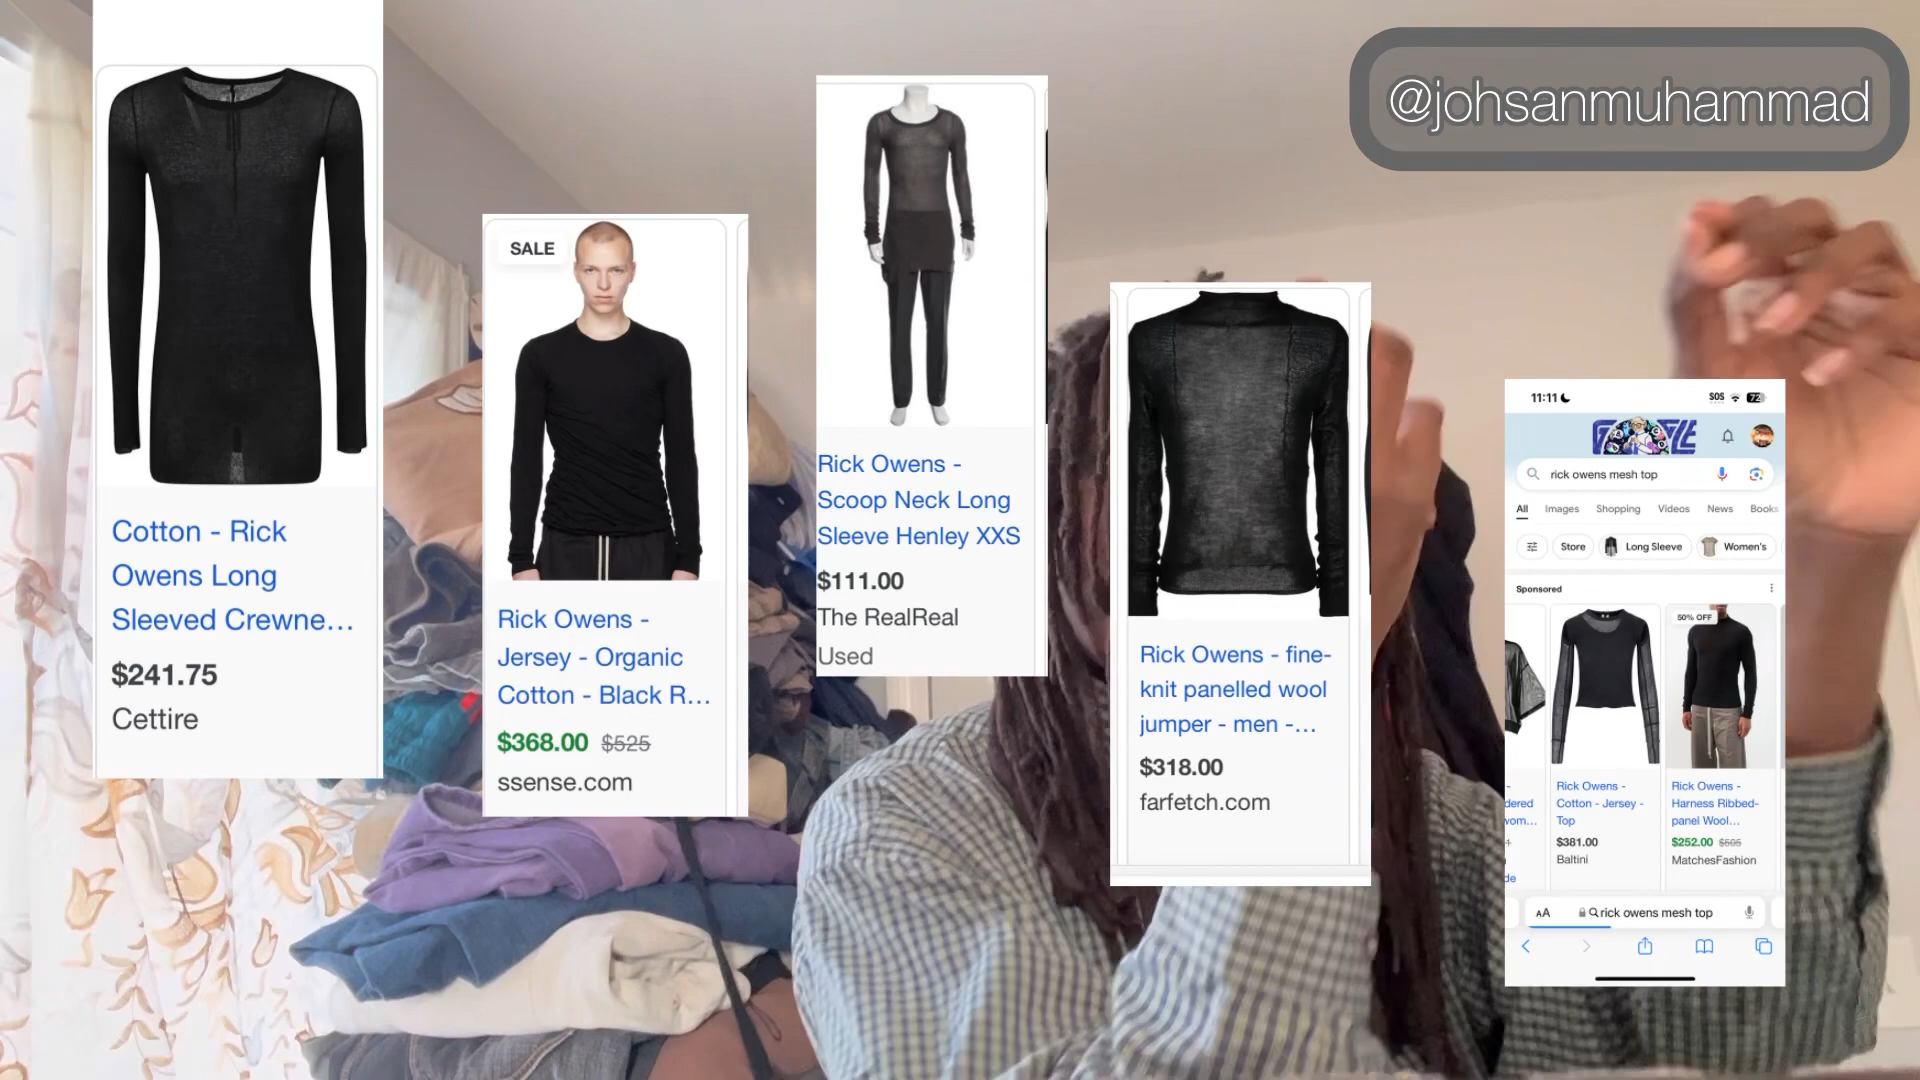 @johsanmuhammad
Cotton - Rick
Owens Long
Sleeved Crewne...
$241.75
Cettire
SALE
Rick Owens -
Jersey - Organic
Cotton - Black R...
$368.00 $525
ssense.com
Rick Owens -
Scoop Neck Long
Sleeve Henley XXS
$111.00
The RealReal
Used
Rick Owens - fine-
knit panelled wool
jumper - men -...
$318.00
farfetch.com
11:11
SOS 72
rick owens mesh top
All Images Shopping Videos News Books
Store Long Sleeve Women's
Sponsored
50% OFF
Rick Owens -
Cotton - Jersey -
Top
$381.00
Baltini
Rick Owens -
Harness Ribbed-
panel Wool...
$252.00 $505
MatchesFashion
AA rick owens mesh top